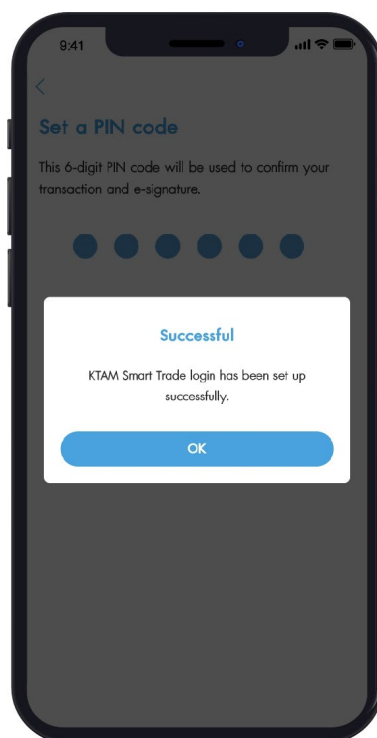 9:41
Set a PIN code
This 6-digit PIN code will be used to confirm your
transaction and e-signature.
Successful
KTAM Smart Trade login has been set up
successfully.
OK